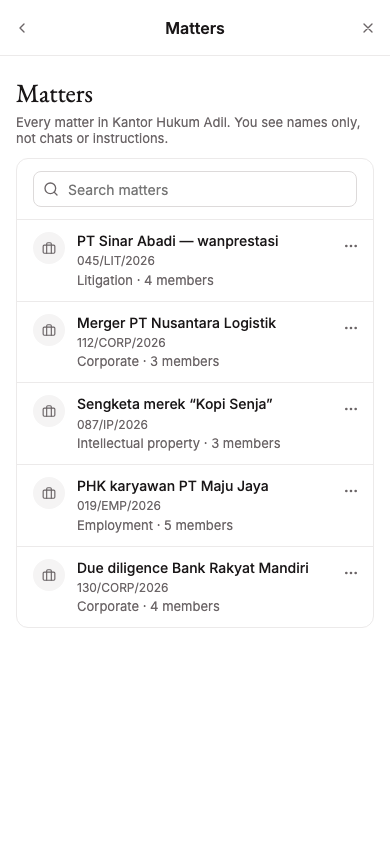 Matters
Matters
Every matter in Kantor Hukum Adil. You see names only,
not chats or instructions.
Search matters
PT Sinar Abadi — wanprestasi
045/LIT/2026
Litigation · 4 members
Merger PT Nusantara Logistik
112/CORP/2026
Corporate · 3 members
Sengketa merek “Kopi Senja”
087/IP/2026
Intellectual property · 3 members
PHK karyawan PT Maju Jaya
019/EMP/2026
Employment · 5 members
Due diligence Bank Rakyat Mandiri
130/CORP/2026
Corporate · 4 members